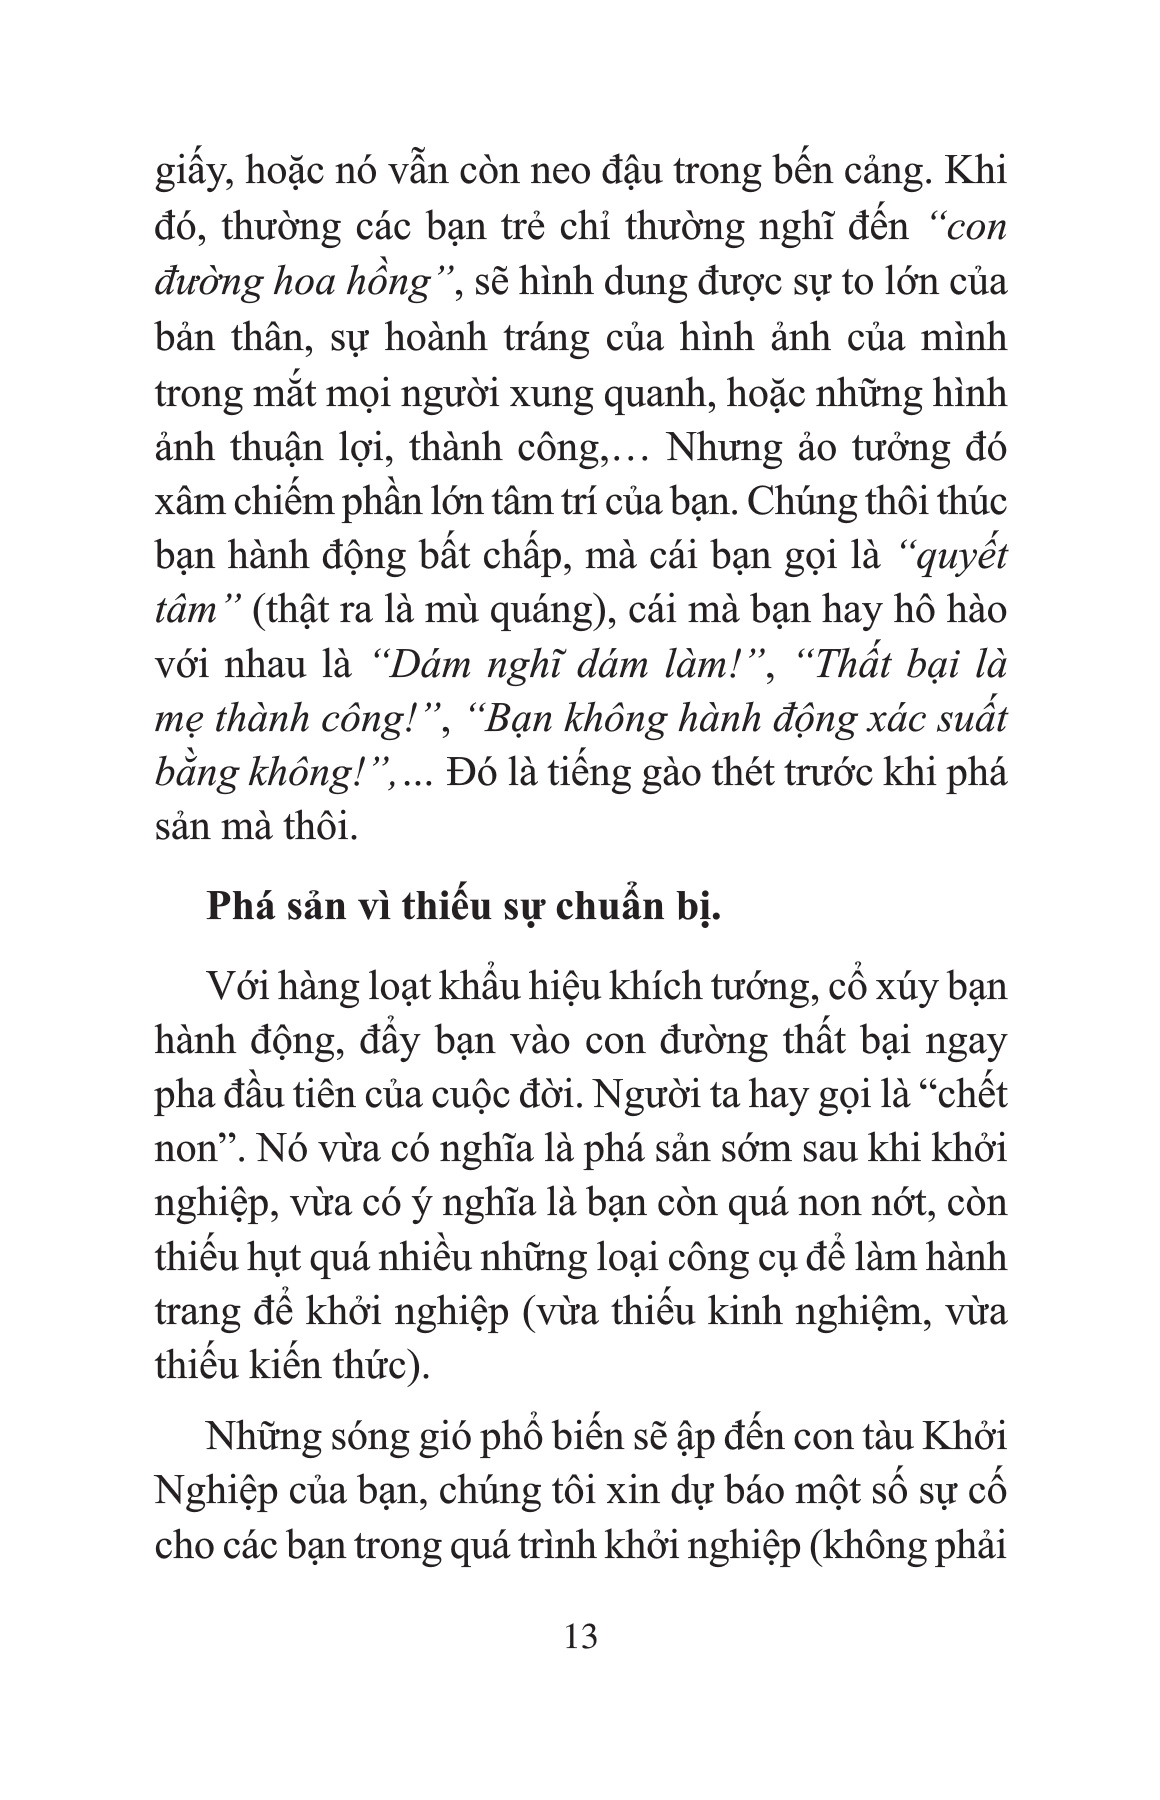 giấy, hoặc nó vẫn còn neo đậu trong bến cảng. Khi
đó, thường các bạn trẻ chỉ thường nghĩ đến “con
đường hoa hồng”, sẽ hình dung được sự to lớn của
bản thân, sự hoành tráng của hình ảnh của mình
trong mắt mọi người xung quanh, hoặc những hình
ảnh thuận lợi, thành công,… Nhưng ảo tưởng đó
xâm chiếm phần lớn tâm trí của bạn. Chúng thôi thúc
bạn hành động bất chấp, mà cái bạn gọi là “quyết
tâm” (thật ra là mù quáng), cái mà bạn hay hô hào
với nhau là “Dám nghĩ dám làm!”, “Thất bại là
mẹ thành công!”, “Bạn không hành động xác suất
bằng không!”,… Đó là tiếng gào thét trước khi phá
sản mà thôi.
Phá sản vì thiếu sự chuẩn bị.
Với hàng loạt khẩu hiệu khích tướng, cổ xúy bạn
hành động, đẩy bạn vào con đường thất bại ngay
pha đầu tiên của cuộc đời. Người ta hay gọi là “chết
non”. Nó vừa có nghĩa là phá sản sớm sau khi khởi
nghiệp, vừa có ý nghĩa là bạn còn quá non nớt, còn
thiếu hụt quá nhiều những loại công cụ để làm hành
trang để khởi nghiệp (vừa thiếu kinh nghiệm, vừa
thiếu kiến thức).
Những sóng gió phổ biến sẽ ập đến con tàu Khởi
Nghiệp của bạn, chúng tôi xin dự báo một số sự cố
cho các bạn trong quá trình khởi nghiệp (không phải
13